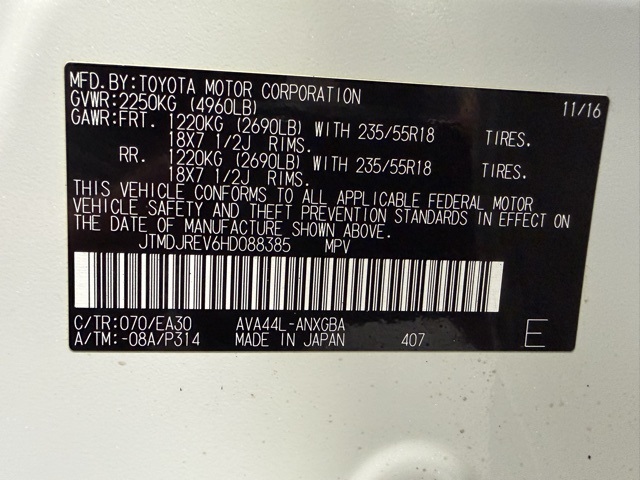 MFD.BY:TOYOTA MOTOR CORPORATION
GVWR:2250KG (4960LB) 11/16
GAWR:FRT. 1220KG (2690LB) WITH 235/55R18 TIRES.
18X7 1/2J RIMS.
RR. 1220KG (2690LB) WITH 235/55R18 TIRES.
18X7 1/2J RIMS.
THIS VEHICLE CONFORMS TO ALL APPLICABLE FEDERAL MOTOR
VEHICLE SAFETY AND THEFT PREVENTION STANDARDS IN EFFECT ON
THE DATE OF MANUFACTURE SHOWN ABOVE.
JTMDJREV6HD088385 MPV
C/TR:070/EA30 AVA44L-ANXGBA
A/TM:-08A/P314 MADE IN JAPAN 407 E